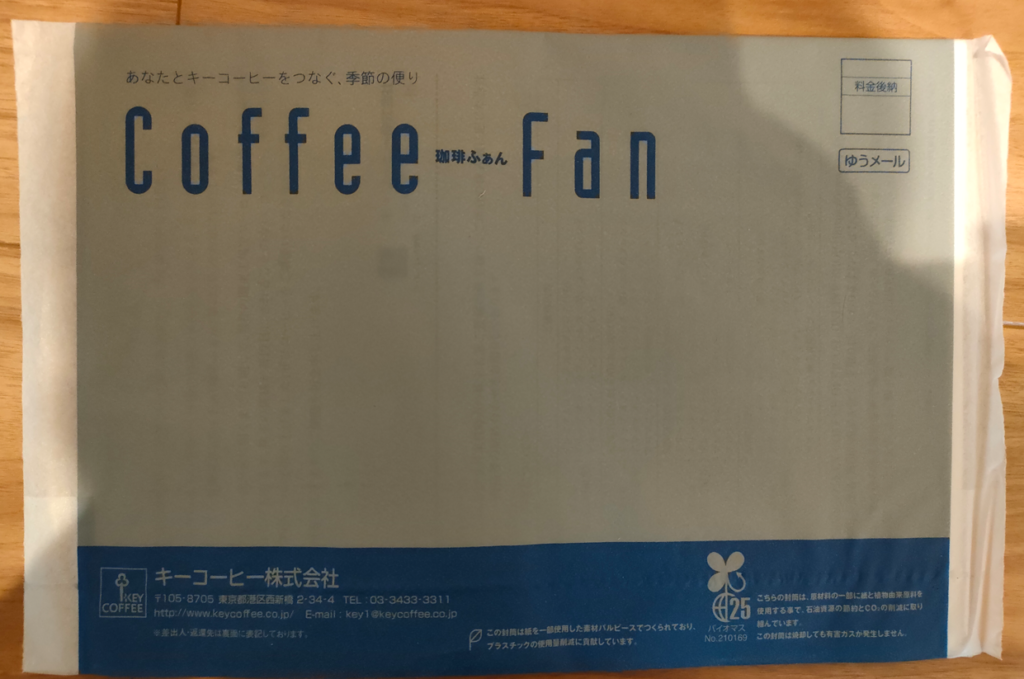 あなたとキーコーヒーをつなぐ、季節の便り
Coffee 珈琲ふぁん Fan
料金後納
ゆうメール
KEY
COFFEE
キーコーヒー株式会社
〒105-8705 東京都港区西新橋 2-34-4 TEL : 03-3433-3311
http://www.keycoffee.co.jp/ E-mail : key1@keycoffee.co.jp
※差出人・返還先は裏面に表記しております。
この封筒は紙を一部使用した素材パルピースでつくられており、
プラスチックの使用量削減に貢献しています。
25
バイオマス
No.210169
こちらの封筒は、原材料の一部に紙と植物由来原料を
使用する事で、石油資源の節約とCO₂の削減に取り
組んでいます。
この封筒は焼却しても有害ガスが発生しません。